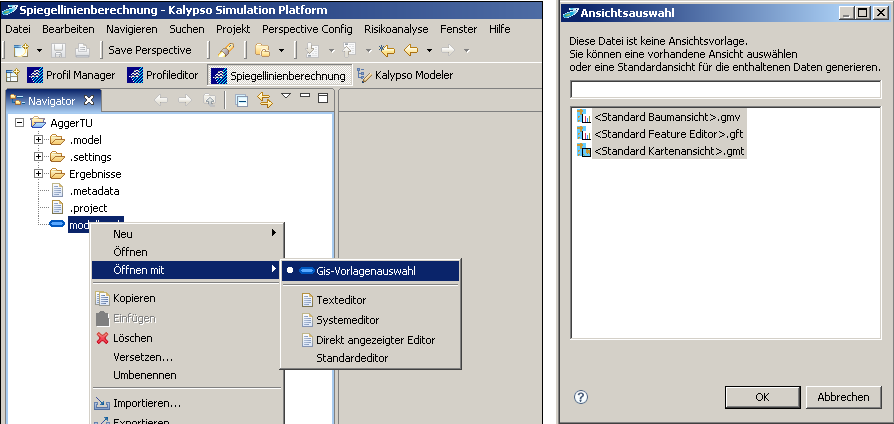 Spiegellinienberechnung - Kalypso Simulation Platform
Datei Bearbeiten Navigieren Suchen Projekt Perspective Config Risikoanalyse Fenster Hilfe
Save Perspective
Profil Manager Profileditor Spiegellinienberechnung Kalypso Modeler
Navigator
AggerTU
.model
.settings
Ergebnisse
.metadata
.project
Neu
Öffnen
Öffnen mit
Kopieren
Einfügen
Löschen
Versetzen...
Umbenennen
Importieren...
Exportieren
Gis-Vorlagenauswahl
Texteditor
Systemeditor
Direkt angezeigter Editor
Standardeditor
Ansichtsauswahl
Diese Datei ist keine Ansichtsvorlage.
Sie können eine vorhandene Ansicht auswählen
oder eine Standardansicht für die enthaltenen Daten generieren.
<Standard Baumansicht>.gmv
<Standard Feature Editor>.gft
<Standard Kartenansicht>.gmt
OK Abbrechen